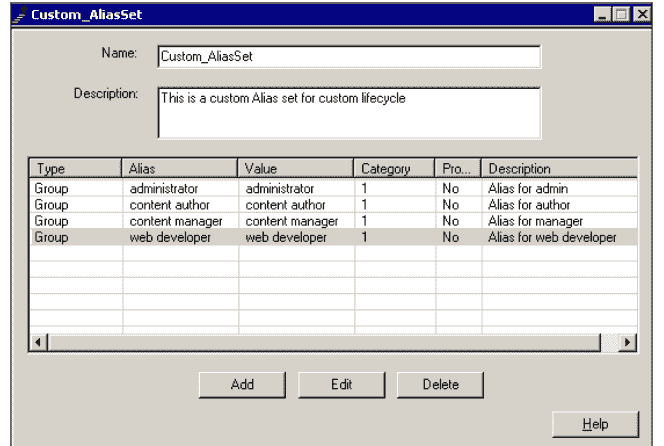 Custom_AliasSet
Name: Custom_AliasSet
Description: This is a custom Alias set for custom lifecycle
Type Alias Value Category Pro... Description
Group administrator administrator 1 No Alias for admin
Group content author content author 1 No Alias for author
Group content manager content manager 1 No Alias for manager
Group web developer web developer 1 No Alias for web developer
Add Edit Delete
Help